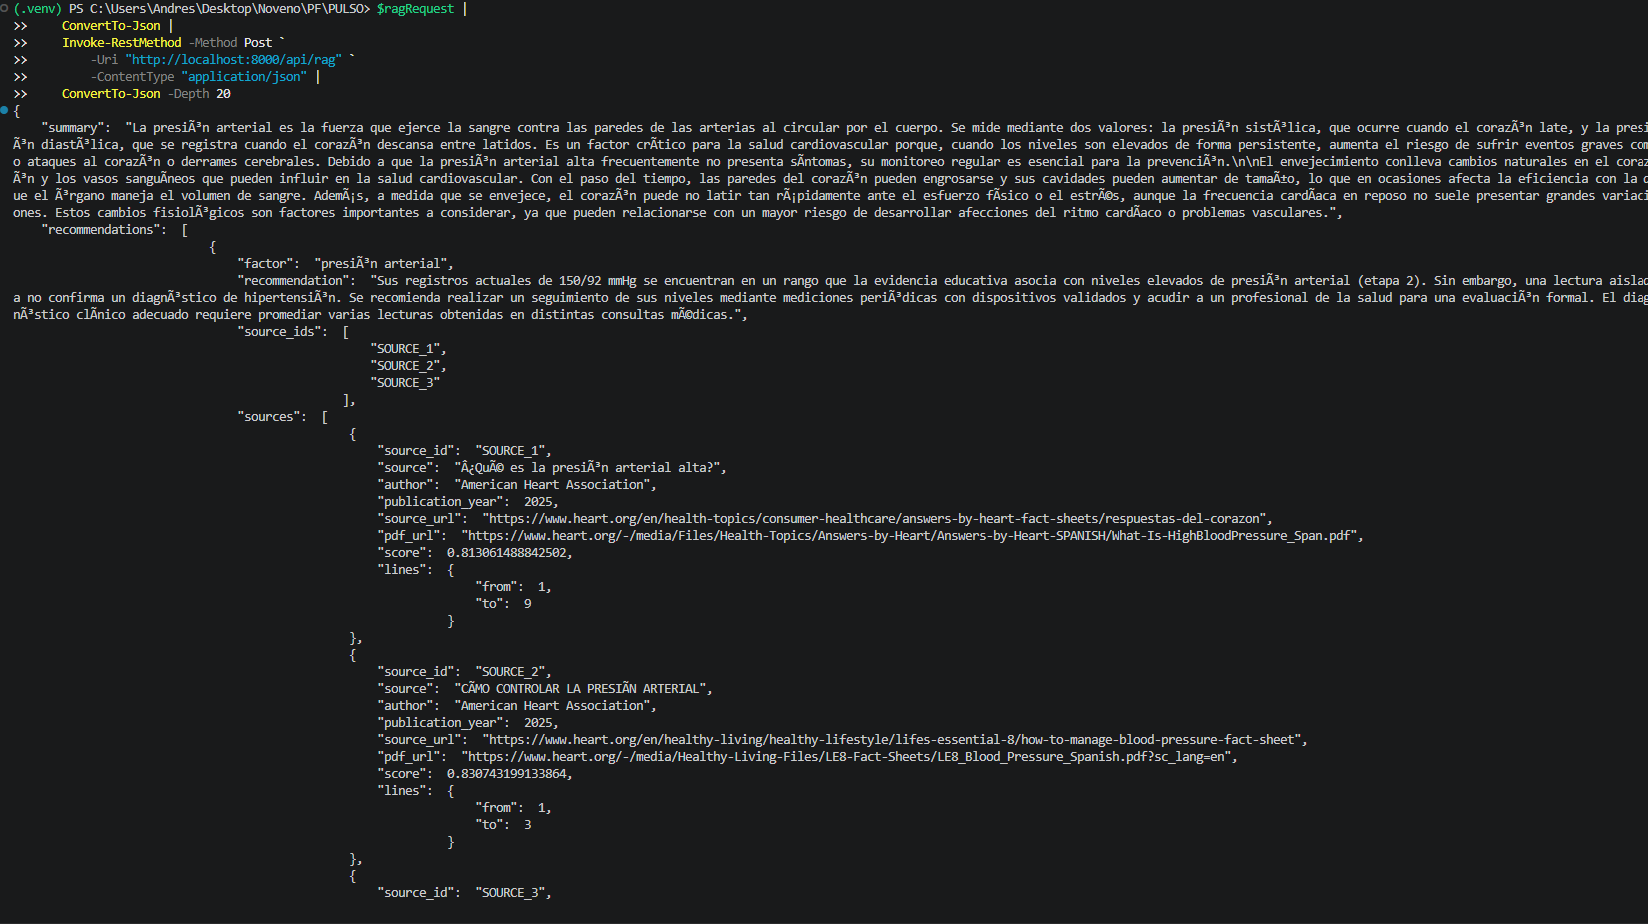 (.venv) PS C:\Users\Andres\Desktop\Noveno\PF\PULSO> $ragRequest |
>>     ConvertTo-Json |
>>     Invoke-RestMethod -Method Post `
>>         -Uri "http://localhost:8000/api/rag" `
>>         -ContentType "application/json" |
>>     ConvertTo-Json -Depth 20
{
    "summary":  "La presiÃ³n arterial es la fuerza que ejerce la sangre contra las paredes de las arterias al circular por el cuerpo. Se mide mediante dos valores: la presiÃ³n sistÃ³lica, que ocurre cuando el corazÃ³n late, y la presi
Ã³n diastÃ³lica, que se registra cuando el corazÃ³n descansa entre latidos. Es un factor crÃ­tico para la salud cardiovascular porque, cuando los niveles son elevados de forma persistente, aumenta el riesgo de sufrir eventos graves com
o ataques al corazÃ³n o derrames cerebrales. Debido a que la presiÃ³n arterial alta frecuentemente no presenta sÃ­ntomas, su monitoreo regular es esencial para la prevenciÃ³n.\n\nEl envejecimiento conlleva cambios naturales en el coraz
Ã³n y los vasos sanguÃ­neos que pueden influir en la salud cardiovascular. Con el paso del tiempo, las paredes del corazÃ³n pueden engrosarse y sus cavidades pueden aumentar de tamaÃ±o, lo que en ocasiones afecta la eficiencia con la q
ue el Ã³rgano maneja el volumen de sangre. AdemÃ¡s, a medida que se envejece, el corazÃ³n puede no latir tan rÃ¡pidamente ante el esfuerzo fÃ­sico o el estrÃ©s, aunque la frecuencia cardÃ­aca en reposo no suele presentar grandes variaci
ones. Estos cambios fisiolÃ³gicos son factores importantes a considerar, ya que pueden relacionarse con un mayor riesgo de desarrollar afecciones del ritmo cardÃ­aco o problemas vasculares.",
    "recommendations":  [
                            {
                                "factor":  "presiÃ³n arterial",
                                "recommendation":  "Sus registros actuales de 150/92 mmHg se encuentran en un rango que la evidencia educativa asocia con niveles elevados de presiÃ³n arterial (etapa 2). Sin embargo, una lectura aislad
a no confirma un diagnÃ³stico de hipertensiÃ³n. Se recomienda realizar un seguimiento de sus niveles mediante mediciones periÃ³dicas con dispositivos validados y acudir a un profesional de la salud para una evaluaciÃ³n formal. El diag
nÃ³stico clÃ­nico adecuado requiere promediar varias lecturas obtenidas en distintas consultas mÃ©dicas.",
                                "source_ids":  [
                                                   "SOURCE_1",
                                                   "SOURCE_2",
                                                   "SOURCE_3"
                                               ],
                                "sources":  [
                                                {
                                                    "source_id":  "SOURCE_1",
                                                    "source":  "Â¿QuÃ© es la presiÃ³n arterial alta?",
                                                    "author":  "American Heart Association",
                                                    "publication_year":  2025,
                                                    "source_url":  "https://www.heart.org/en/health-topics/consumer-healthcare/answers-by-heart-fact-sheets/respuestas-del-corazon",
                                                    "pdf_url":  "https://www.heart.org/-/media/Files/Health-Topics/Answers-by-Heart/Answers-by-Heart-SPANISH/What-Is-HighBloodPressure_Span.pdf",
                                                    "score":  0.813061488842502,
                                                    "lines":  {
                                                                  "from":  1,
                                                                  "to":  9
                                                              }
                                                },
                                                {
                                                    "source_id":  "SOURCE_2",
                                                    "source":  "CÃMO CONTROLAR LA PRESIÃN ARTERIAL",
                                                    "author":  "American Heart Association",
                                                    "publication_year":  2025,
                                                    "source_url":  "https://www.heart.org/en/healthy-living/healthy-lifestyle/lifes-essential-8/how-to-manage-blood-pressure-fact-sheet",
                                                    "pdf_url":  "https://www.heart.org/-/media/Healthy-Living-Files/LE8-Fact-Sheets/LE8_Blood_Pressure_Spanish.pdf?sc_lang=en",
                                                    "score":  0.830743199133864,
                                                    "lines":  {
                                                                  "from":  1,
                                                                  "to":  3
                                                              }
                                                },
                                                {
                                                    "source_id":  "SOURCE_3",